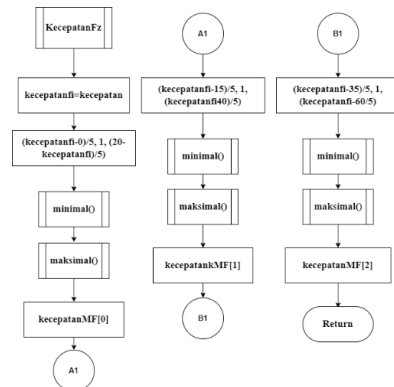 KecepatanFz
kecepatanfi=kecepatan
(kecepatanfi-0)/5, 1, (20-
kecepatanfi)/5)
minimal()
maksimal()
kecepatanMF[0]
A1
A1
(kecepatanfi-15)/5, 1,
(kecepatanfi40)/5)
minimal()
maksimal()
kecepatankMF[1]
B1
B1
(kecepatanfi-35)/5, 1,
(kecepatanfi-60/5)
minimal()
maksimal()
kecepatanMF[2]
Return